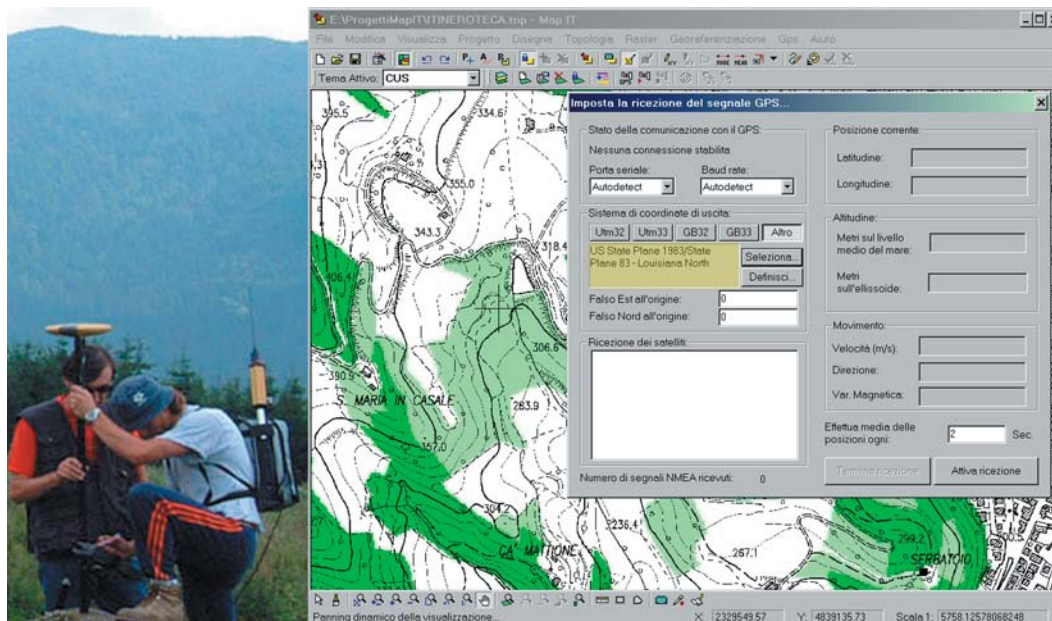 E:\ProgettiMapIT\ITINEROTECA.tnp - Map IT
File Modifica Visualizza Progetto Disegna Topologia Raster Georeferenziazione Gps Aiuto
Tema Attivo: CUS
Imposta la ricezione del segnale GPS...
Stato della comunicazione con il GPS:
Nessuna connessione stabilita
Porta seriale: Baud rate:
Autodetect Autodetect
Sistema di coordinate di uscita:
Utm32 Utm33 GB32 GB33 Altro
US State Plane 1983/State
Plane 83 - Louisiana North
Seleziona...
Definisci...
Falso Est all'origine: 0
Falso Nord all'origine: 0
Ricezione dei satelliti:
Numero di segnali NMEA ricevuti: 0
Posizione corrente:
Latitudine:
Longitudine:
Altitudine:
Metri sul livello
medio del mare:
Metri
sull'ellissoide:
Movimento:
Velocità (m/s):
Direzione:
Var. Magnetica:
Effettua media delle
posizioni ogni: 2 Sec.
Termina ricezione Attiva ricezione
395.5
334.6
355.0
343.3
318.4
406.4
306.6
390.9
S. MARIA IN CASALE
283.9
357.0
304.2
236.4
CA' MATTIONE
267.1
299.2
SERBATOIO
Panning dinamico della visualizzazione... X: 2329549.57 Y: 4839135.73 Scala 1: 5758.12578068248